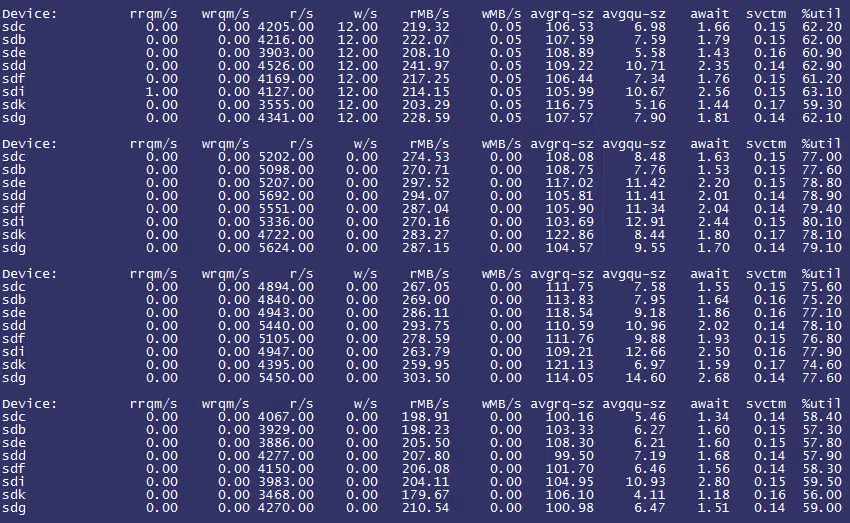 Device: rrqm/s wrqm/s r/s w/s rMB/s wMB/s avgrq-sz avgqu-sz await svctm %util
sdc 0.00 0.00 4205.00 12.00 219.32 0.05 106.53 6.98 1.66 0.15 62.20
sdb 0.00 0.00 4216.00 12.00 222.07 0.05 107.59 7.59 1.79 0.15 62.00
sde 0.00 0.00 3903.00 12.00 208.10 0.05 108.89 5.58 1.43 0.16 60.90
sdd 0.00 0.00 4526.00 12.00 241.97 0.05 109.22 10.71 2.35 0.14 62.90
sdf 0.00 0.00 4169.00 12.00 217.25 0.05 106.44 7.34 1.76 0.15 61.20
sdi 1.00 0.00 4127.00 12.00 214.15 0.05 105.99 10.67 2.56 0.15 63.10
sdk 0.00 0.00 3555.00 12.00 203.29 0.05 116.75 5.16 1.44 0.17 59.30
sdg 0.00 0.00 4341.00 12.00 228.59 0.05 107.57 7.90 1.81 0.14 62.10
Device: rrqm/s wrqm/s r/s w/s rMB/s wMB/s avgrq-sz avgqu-sz await svctm %util
sdc 0.00 0.00 5202.00 0.00 274.53 0.00 108.08 8.48 1.63 0.15 77.00
sdb 0.00 0.00 5098.00 0.00 270.71 0.00 108.75 7.76 1.53 0.15 77.60
sde 0.00 0.00 5207.00 0.00 297.52 0.00 117.02 11.42 2.20 0.15 78.80
sdd 0.00 0.00 5692.00 0.00 294.07 0.00 105.81 11.41 2.01 0.14 78.90
sdf 0.00 0.00 5551.00 0.00 287.04 0.00 105.90 11.34 2.04 0.14 79.40
sdi 0.00 0.00 5336.00 0.00 270.16 0.00 103.69 12.91 2.44 0.15 80.10
sdk 0.00 0.00 4722.00 0.00 283.27 0.00 122.86 8.44 1.80 0.17 78.10
sdg 0.00 0.00 5624.00 0.00 287.15 0.00 104.57 9.55 1.70 0.14 79.10
Device: rrqm/s wrqm/s r/s w/s rMB/s wMB/s avgrq-sz avgqu-sz await svctm %util
sdc 0.00 0.00 4894.00 0.00 267.05 0.00 111.75 7.58 1.55 0.15 75.60
sdb 0.00 0.00 4840.00 0.00 269.00 0.00 113.83 7.95 1.64 0.16 75.20
sde 0.00 0.00 4943.00 0.00 286.11 0.00 118.54 9.18 1.86 0.16 77.10
sdd 0.00 0.00 5440.00 0.00 293.75 0.00 110.59 10.96 2.02 0.14 78.10
sdf 0.00 0.00 5105.00 0.00 278.59 0.00 111.76 9.88 1.93 0.15 76.80
sdi 0.00 0.00 4947.00 0.00 263.79 0.00 109.21 12.66 2.50 0.16 77.90
sdk 0.00 0.00 4395.00 0.00 259.95 0.00 121.13 6.97 1.59 0.17 74.60
sdg 0.00 0.00 5450.00 0.00 303.50 0.00 114.05 14.60 2.68 0.14 77.60
Device: rrqm/s wrqm/s r/s w/s rMB/s wMB/s avgrq-sz avgqu-sz await svctm %util
sdc 0.00 0.00 4067.00 0.00 198.91 0.00 100.16 5.46 1.34 0.14 58.40
sdb 0.00 0.00 3929.00 0.00 198.23 0.00 103.33 6.27 1.60 0.15 57.30
sde 0.00 0.00 3886.00 0.00 205.50 0.00 108.30 6.21 1.60 0.15 57.80
sdd 0.00 0.00 4277.00 0.00 207.80 0.00 99.50 7.19 1.68 0.14 57.90
sdf 0.00 0.00 4150.00 0.00 206.08 0.00 101.70 6.46 1.56 0.14 58.30
sdi 0.00 0.00 3983.00 0.00 204.11 0.00 104.95 10.93 2.80 0.15 59.50
sdk 0.00 0.00 3468.00 0.00 179.67 0.00 106.10 4.11 1.18 0.16 56.00
sdg 0.00 0.00 4270.00 0.00 210.54 0.00 100.98 6.47 1.51 0.14 59.00